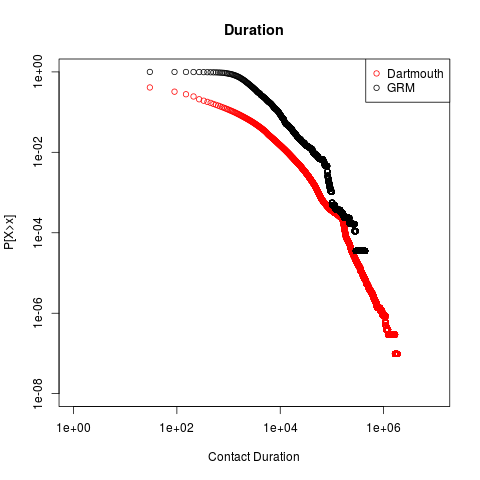 Duration
Dartmouth
GRM
P[X>x]
1e+00
1e-02
1e-04
1e-06
1e-08
1e+00 1e+02 1e+04 1e+06
Contact Duration